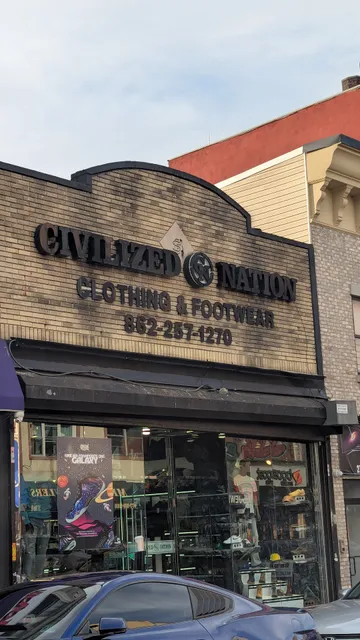 CIVILIZED NATION
CLOTHING & FOOTWEAR
862-257-1270
GALAXY